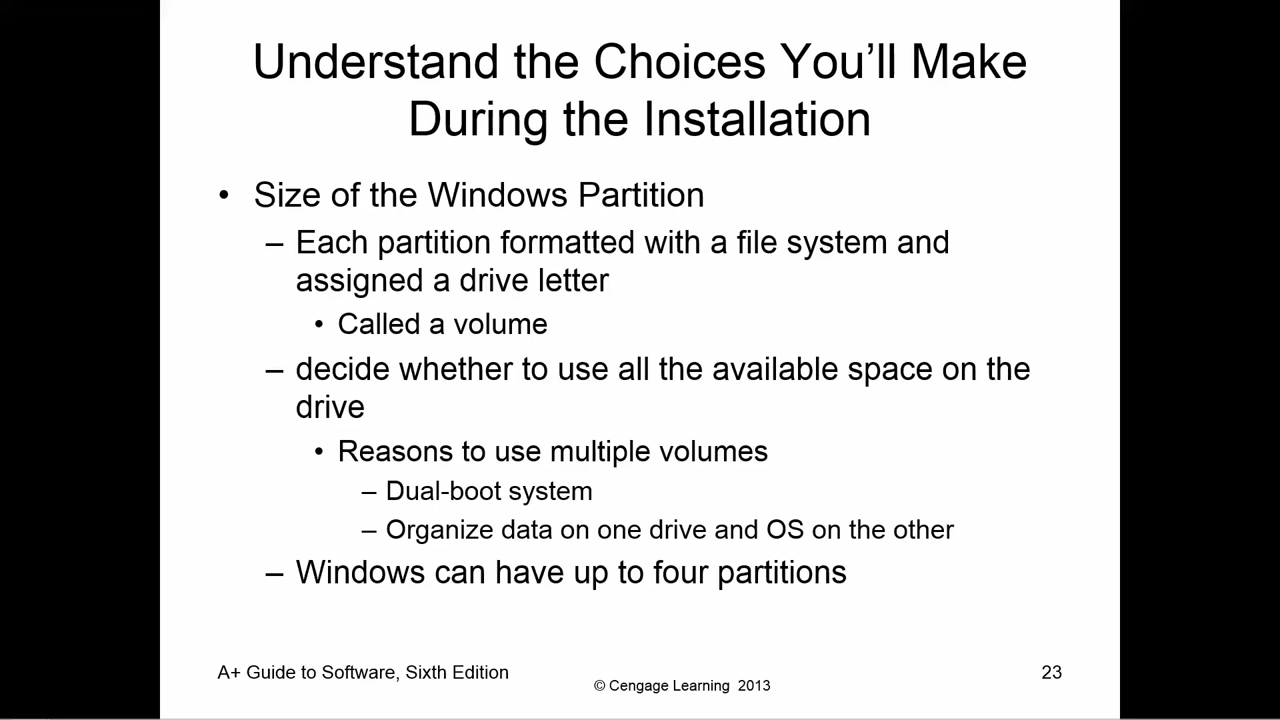 Understand the Choices You’ll Make
During the Installation
• Size of the Windows Partition
– Each partition formatted with a file system and
assigned a drive letter
• Called a volume
– decide whether to use all the available space on the
drive
• Reasons to use multiple volumes
– Dual-boot system
– Organize data on one drive and OS on the other
– Windows can have up to four partitions
A+ Guide to Software, Sixth Edition
© Cengage Learning 2013
23